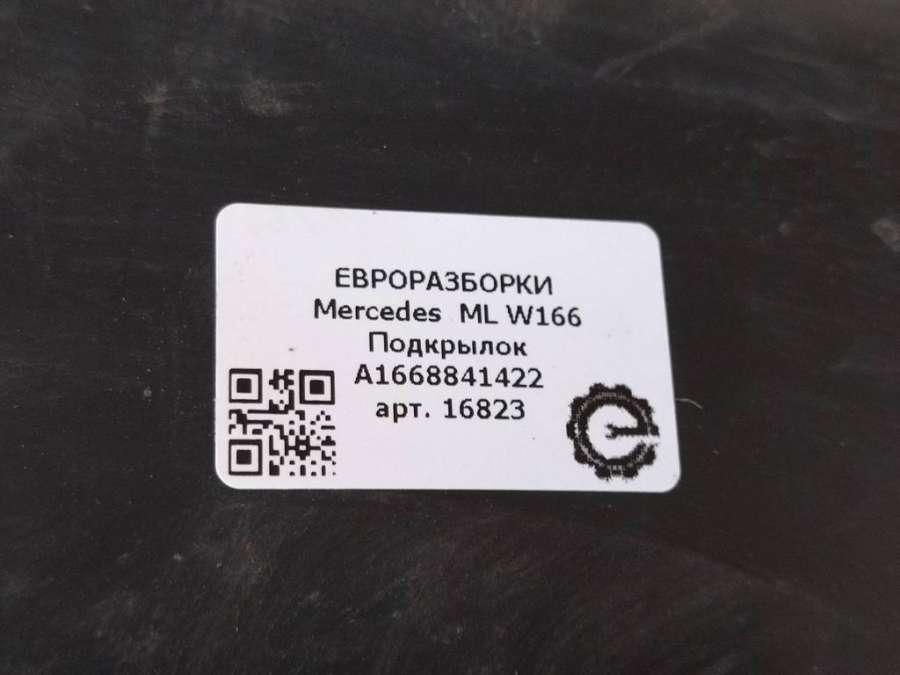 ЕВРОРАЗБОРКИ
Mercedes ML W166
Подкрылок
A1668841422
арт. 16823